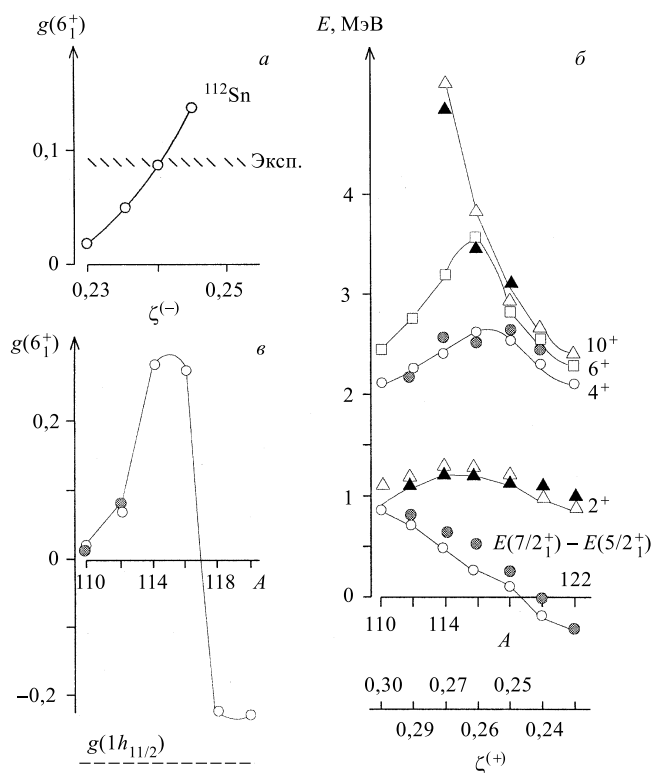 g(6₁⁺)
а
¹¹²Sn
0,1
Эксп.
0
0,23
0,25
ζ⁽⁻⁾
E, МэВ
б
4
3
2
1
0
10⁺
6⁺
4⁺
2⁺
E(7/2₁⁺) − E(5/2₁⁺)
122
110
114
A
0,30
0,27
0,25
0,29
0,26
0,24
ζ⁽⁺⁾
g(6₁⁺)
в
0,2
0
110
114
118
A
−0,2
g(1h₁₁/₂)